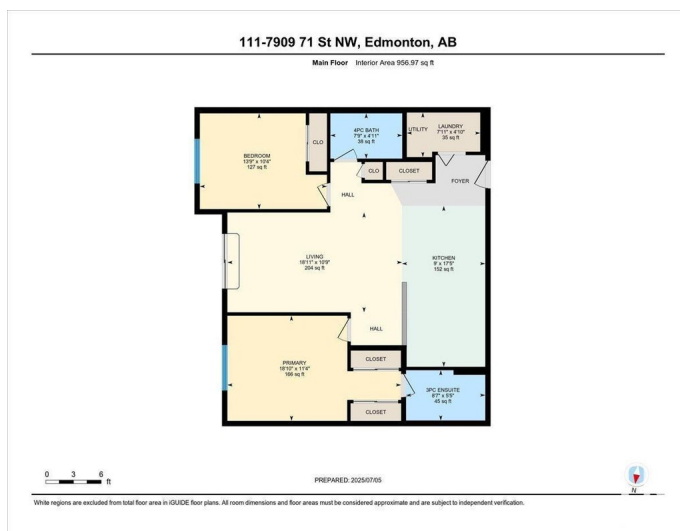 111-7909 71 St NW, Edmonton, AB
Main Floor Interior Area 956.97 sq ft
BEDROOM
13'9" x 10'4"
127 sq ft
CLO
4PC BATH
7'9" x 4'11"
38 sq ft
UTILITY
LAUNDRY
7'11" x 4'10"
35 sq ft
CLO
CLOSET
FOYER
HALL
LIVING
18'11" x 10'9"
204 sq ft
KITCHEN
9' x 17'5"
152 sq ft
HALL
PRIMARY
18'10" x 11'4"
166 sq ft
CLOSET
CLOSET
3PC ENSUITE
8'7" x 5'5"
45 sq ft
0 3 6
ft
PREPARED: 2025/07/05
N
White regions are excluded from total floor area in iGUIDE floor plans. All room dimensions and floor areas must be considered approximate and are subject to independent verification.